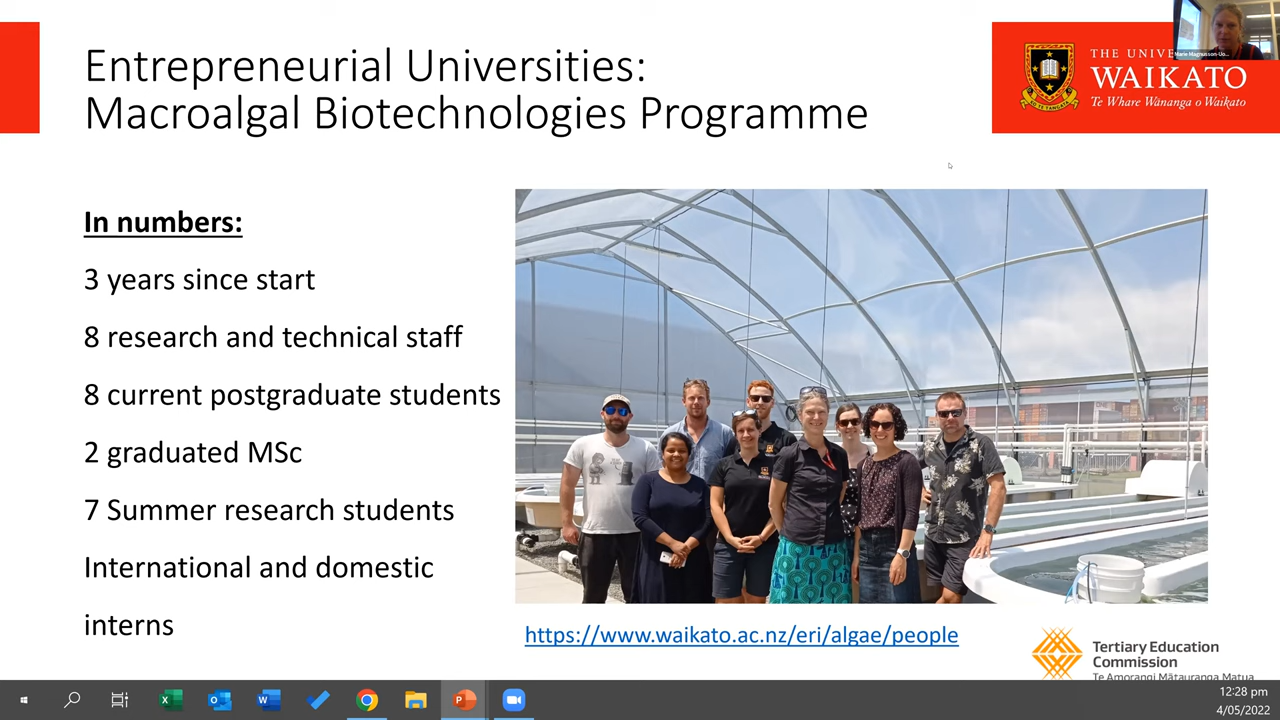 Entrepreneurial Universities:
Macroalgal Biotechnologies Programme
THE UNIVE
WAIKATO
Te Whare Wānanga o Waikato
In numbers:
3 years since start
8 research and technical staff
8 current postgraduate students
2 graduated MSc
7 Summer research students
International and domestic
interns
https://www.waikato.ac.nz/eri/algae/people
Tertiary Education
Commission
Te Amorangi Mātauranga Matua
12:28 pm
4/05/2022